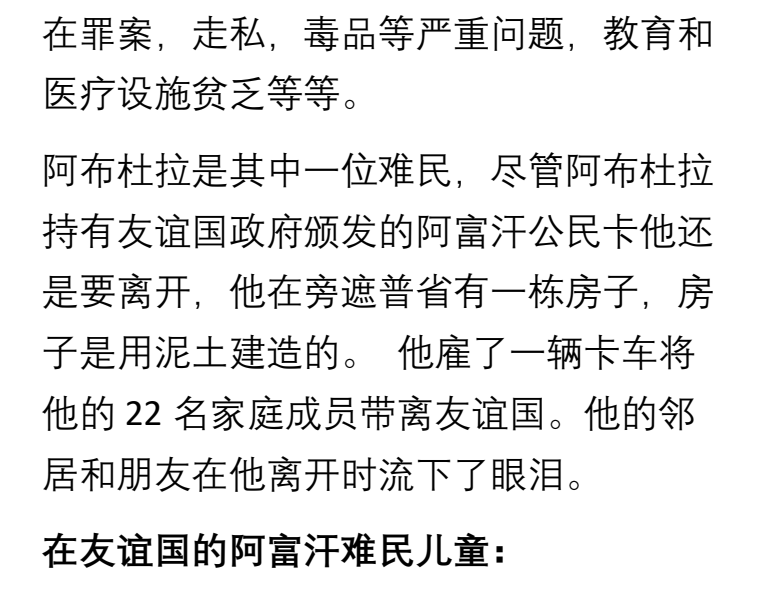 在罪案，走私，毒品等严重问题，教育和
医疗设施贫乏等等。
阿布杜拉是其中一位难民，尽管阿布杜拉
持有友谊国政府颁发的阿富汗公民卡他还
是要离开，他在旁遮普省有一栋房子，房
子是用泥土建造的。 他雇了一辆卡车将
他的 22 名家庭成员带离友谊国。他的邻
居和朋友在他离开时流下了眼泪。
在友谊国的阿富汗难民儿童：